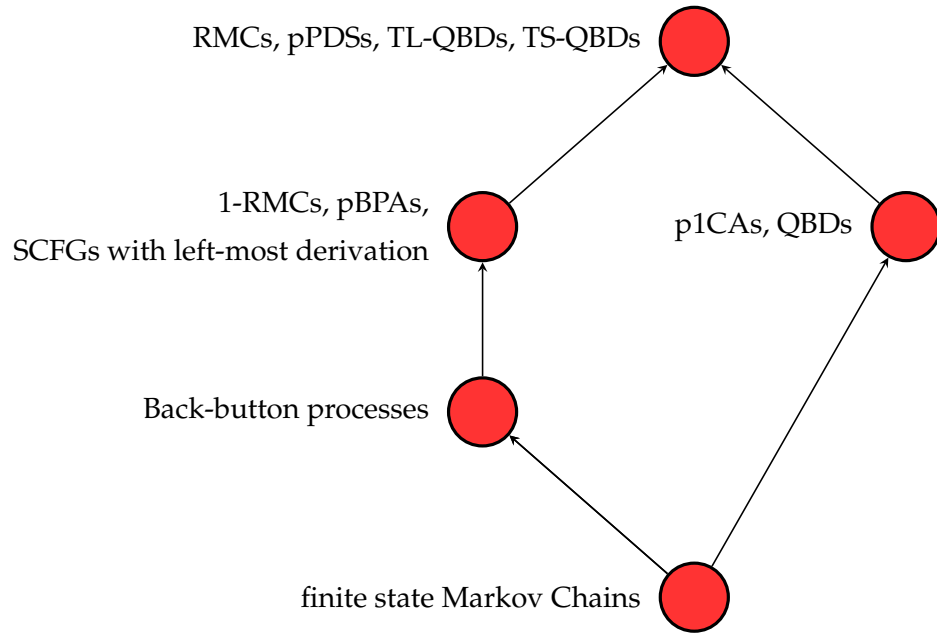 RMCs, pPDSs, TL-QBDs, TS-QBDs
1-RMCs, pBPAs,
SCFGs with left-most derivation
p1CAs, QBDs
Back-button processes
finite state Markov Chains